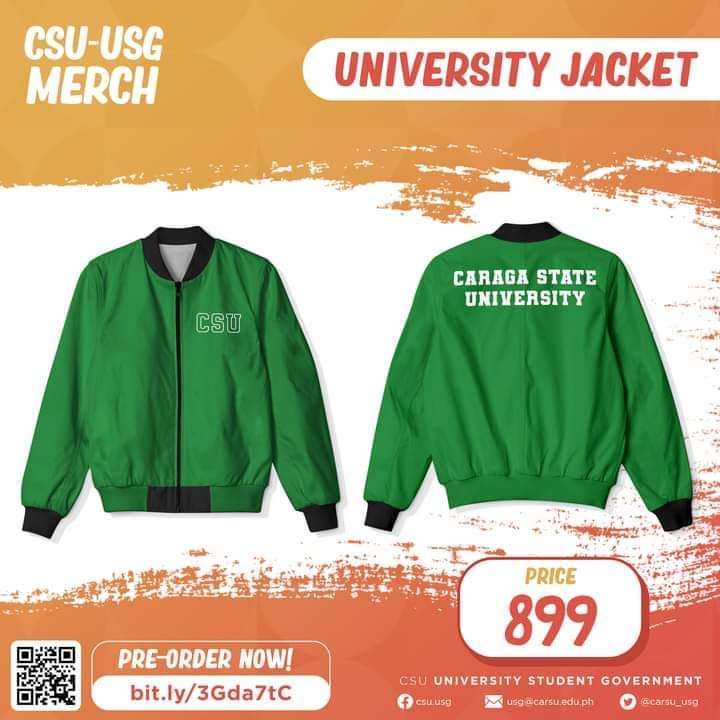 CSU-USG
MERCH
UNIVERSITY JACKET
CSU
CARAGA STATE
UNIVERSITY
PRICE
899
PRE-ORDER NOW!
bit.ly/3Gda7tC
CSU UNIVERSITY STUDENT GOVERNMENT
csu.usg
usg@carsu.edu.ph
@carsu_usg